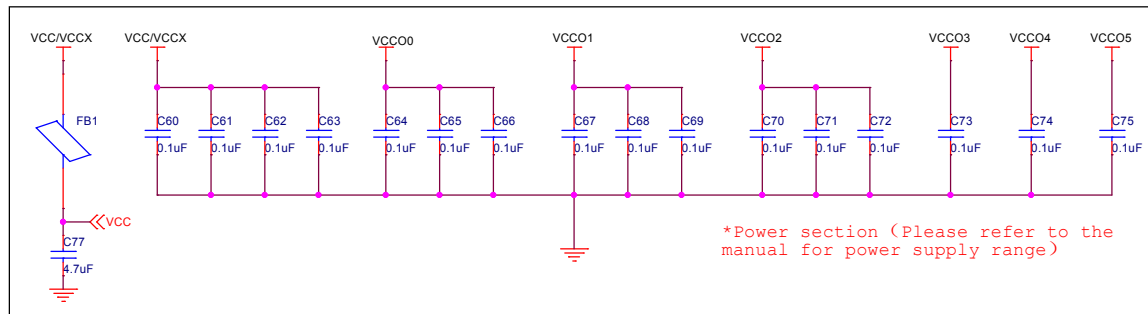 VCC/VCCX VCC/VCCX VCCO0 VCCO1 VCCO2 VCCO3 VCCO4 VCCO5
FB1 C60 C61 C62 C63 C64 C65 C66 C67 C68 C69 C70 C71 C72 C73 C74 C75
0.1uF 0.1uF 0.1uF 0.1uF 0.1uF 0.1uF 0.1uF 0.1uF 0.1uF 0.1uF 0.1uF 0.1uF 0.1uF 0.1uF 0.1uF 0.1uF
VCC
C77
4.7uF
*Power section (Please refer to the
manual for power supply range)